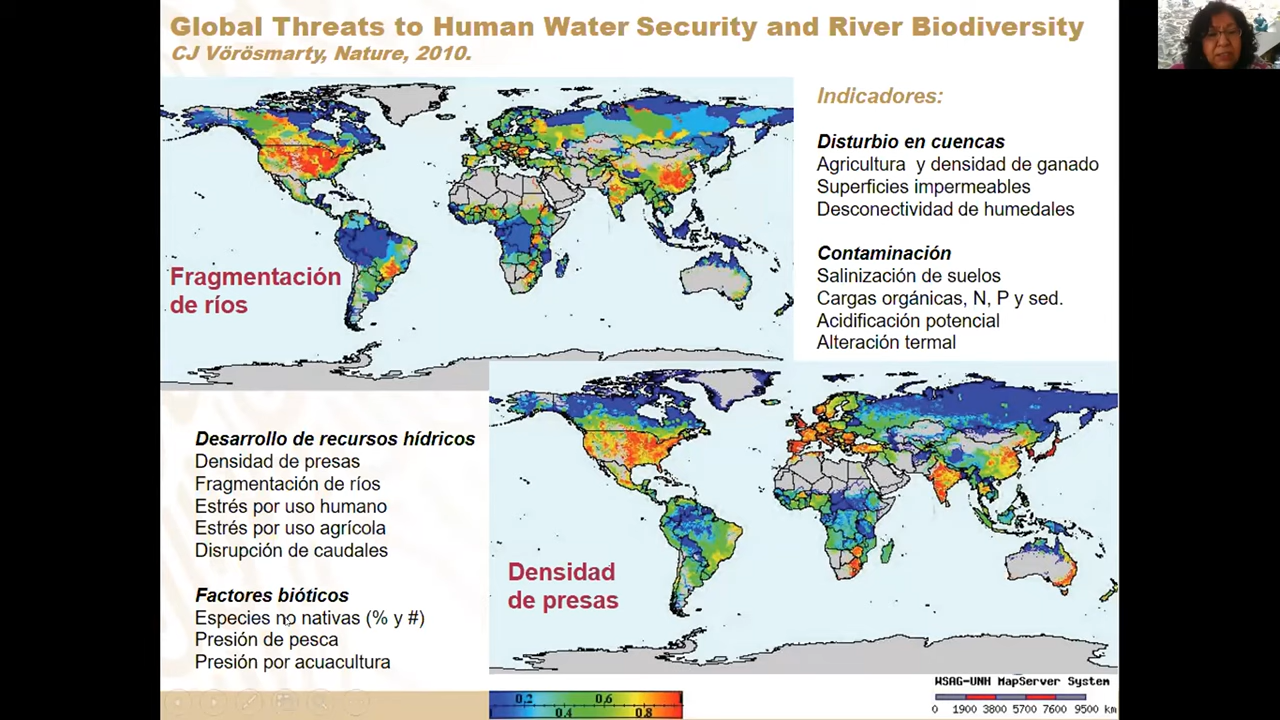 Global Threats to Human Water Security and River Biodiversity
CJ Vörösmarty, Nature, 2010.
Fragmentación
de ríos
Indicadores:
Disturbio en cuencas
Agricultura y densidad de ganado
Superficies impermeables
Desconectividad de humedales
Contaminación
Salinización de suelos
Cargas orgánicas, N, P y sed.
Acidificación potencial
Alteración termal
Desarrollo de recursos hídricos
Densidad de presas
Fragmentación de ríos
Estrés por uso humano
Estrés por uso agrícola
Disrupción de caudales
Factores bióticos
Especies no nativas (% y #)
Presión de pesca
Presión por acuacultura
Densidad
de presas
0,2 0,6
0.4 0.8
WSAG-UNH MapServer System
0 1900 3800 5700 7600 9500 km